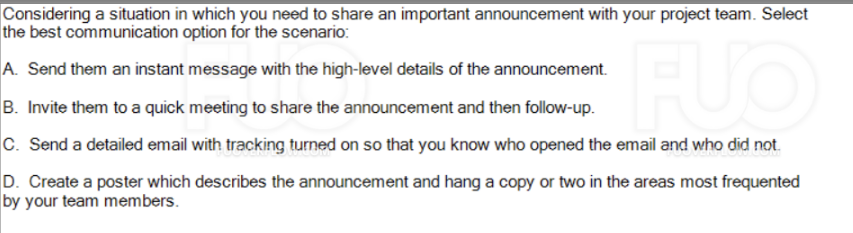 Considering a situation in which you need to share an important announcement with your project team. Select
the best communication option for the scenario:
A. Send them an instant message with the high-level details of the announcement.
B. Invite them to a quick meeting to share the announcement and then follow-up.
C. Send a detailed email with tracking turned on so that you know who opened the email and who did not.
D. Create a poster which describes the announcement and hang a copy or two in the areas most frequented
by your team members.
FUO
FUO